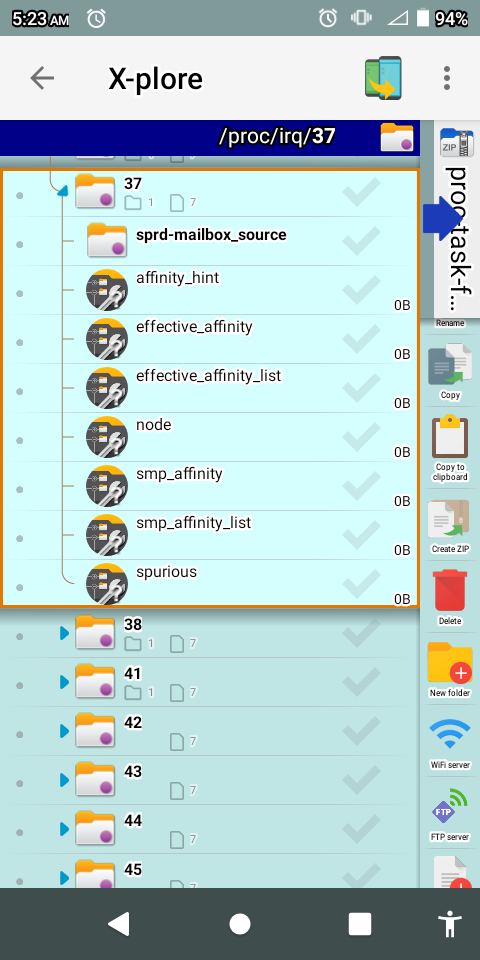 5:23 AM
94%
X-plore
/proc/irq/37
ZIP
proc-task-f...
37
1
7
sprd-mailbox_source
affinity_hint
0B
effective_affinity
0B
effective_affinity_list
0B
node
0B
smp_affinity
0B
smp_affinity_list
0B
spurious
0B
38
1
7
41
1
7
42
7
43
7
44
7
45
7
Rename
Copy
Copy to
clipboard
Create ZIP
Delete
New folder
WiFi server
FTP
FTP server